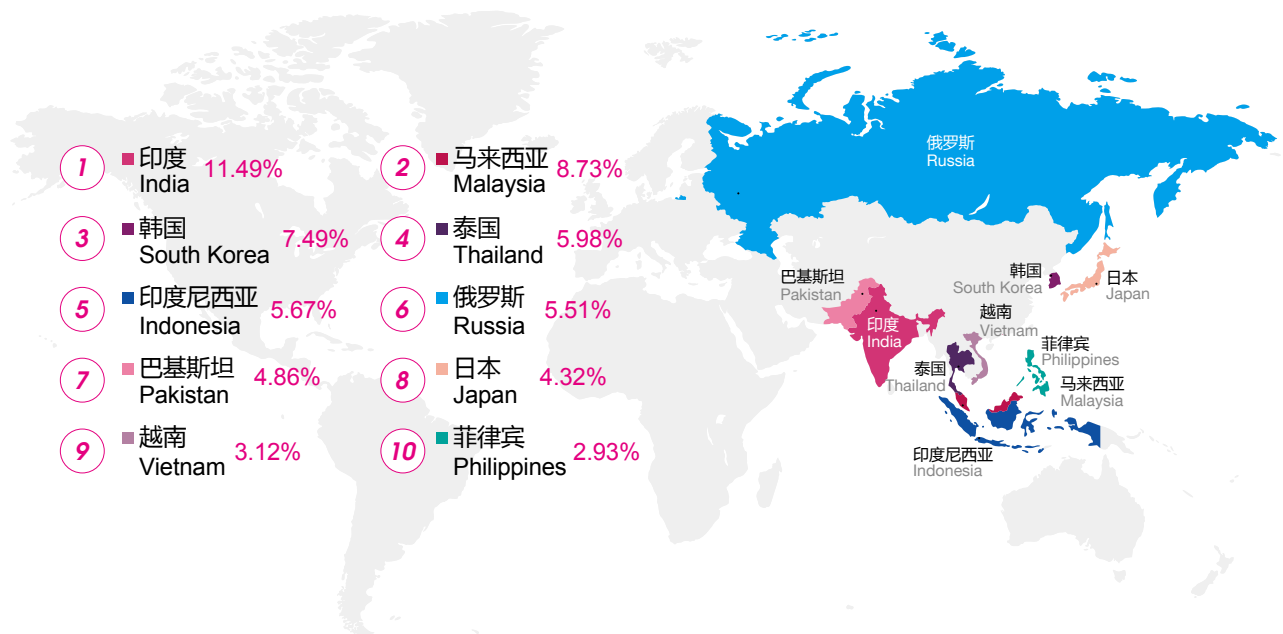 1
印度
India
11.49%
2
马来西亚
Malaysia
8.73%
3
韩国
South Korea
7.49%
4
泰国
Thailand
5.98%
5
印度尼西亚
Indonesia
5.67%
6
俄罗斯
Russia
5.51%
7
巴基斯坦
Pakistan
4.86%
8
日本
Japan
4.32%
9
越南
Vietnam
3.12%
10
菲律宾
Philippines
2.93%
俄罗斯
Russia
巴基斯坦
Pakistan
韩国
South Korea
日本
Japan
印度
India
越南
Vietnam
菲律宾
Philippines
泰国
Thailand
马来西亚
Malaysia
印度尼西亚
Indonesia